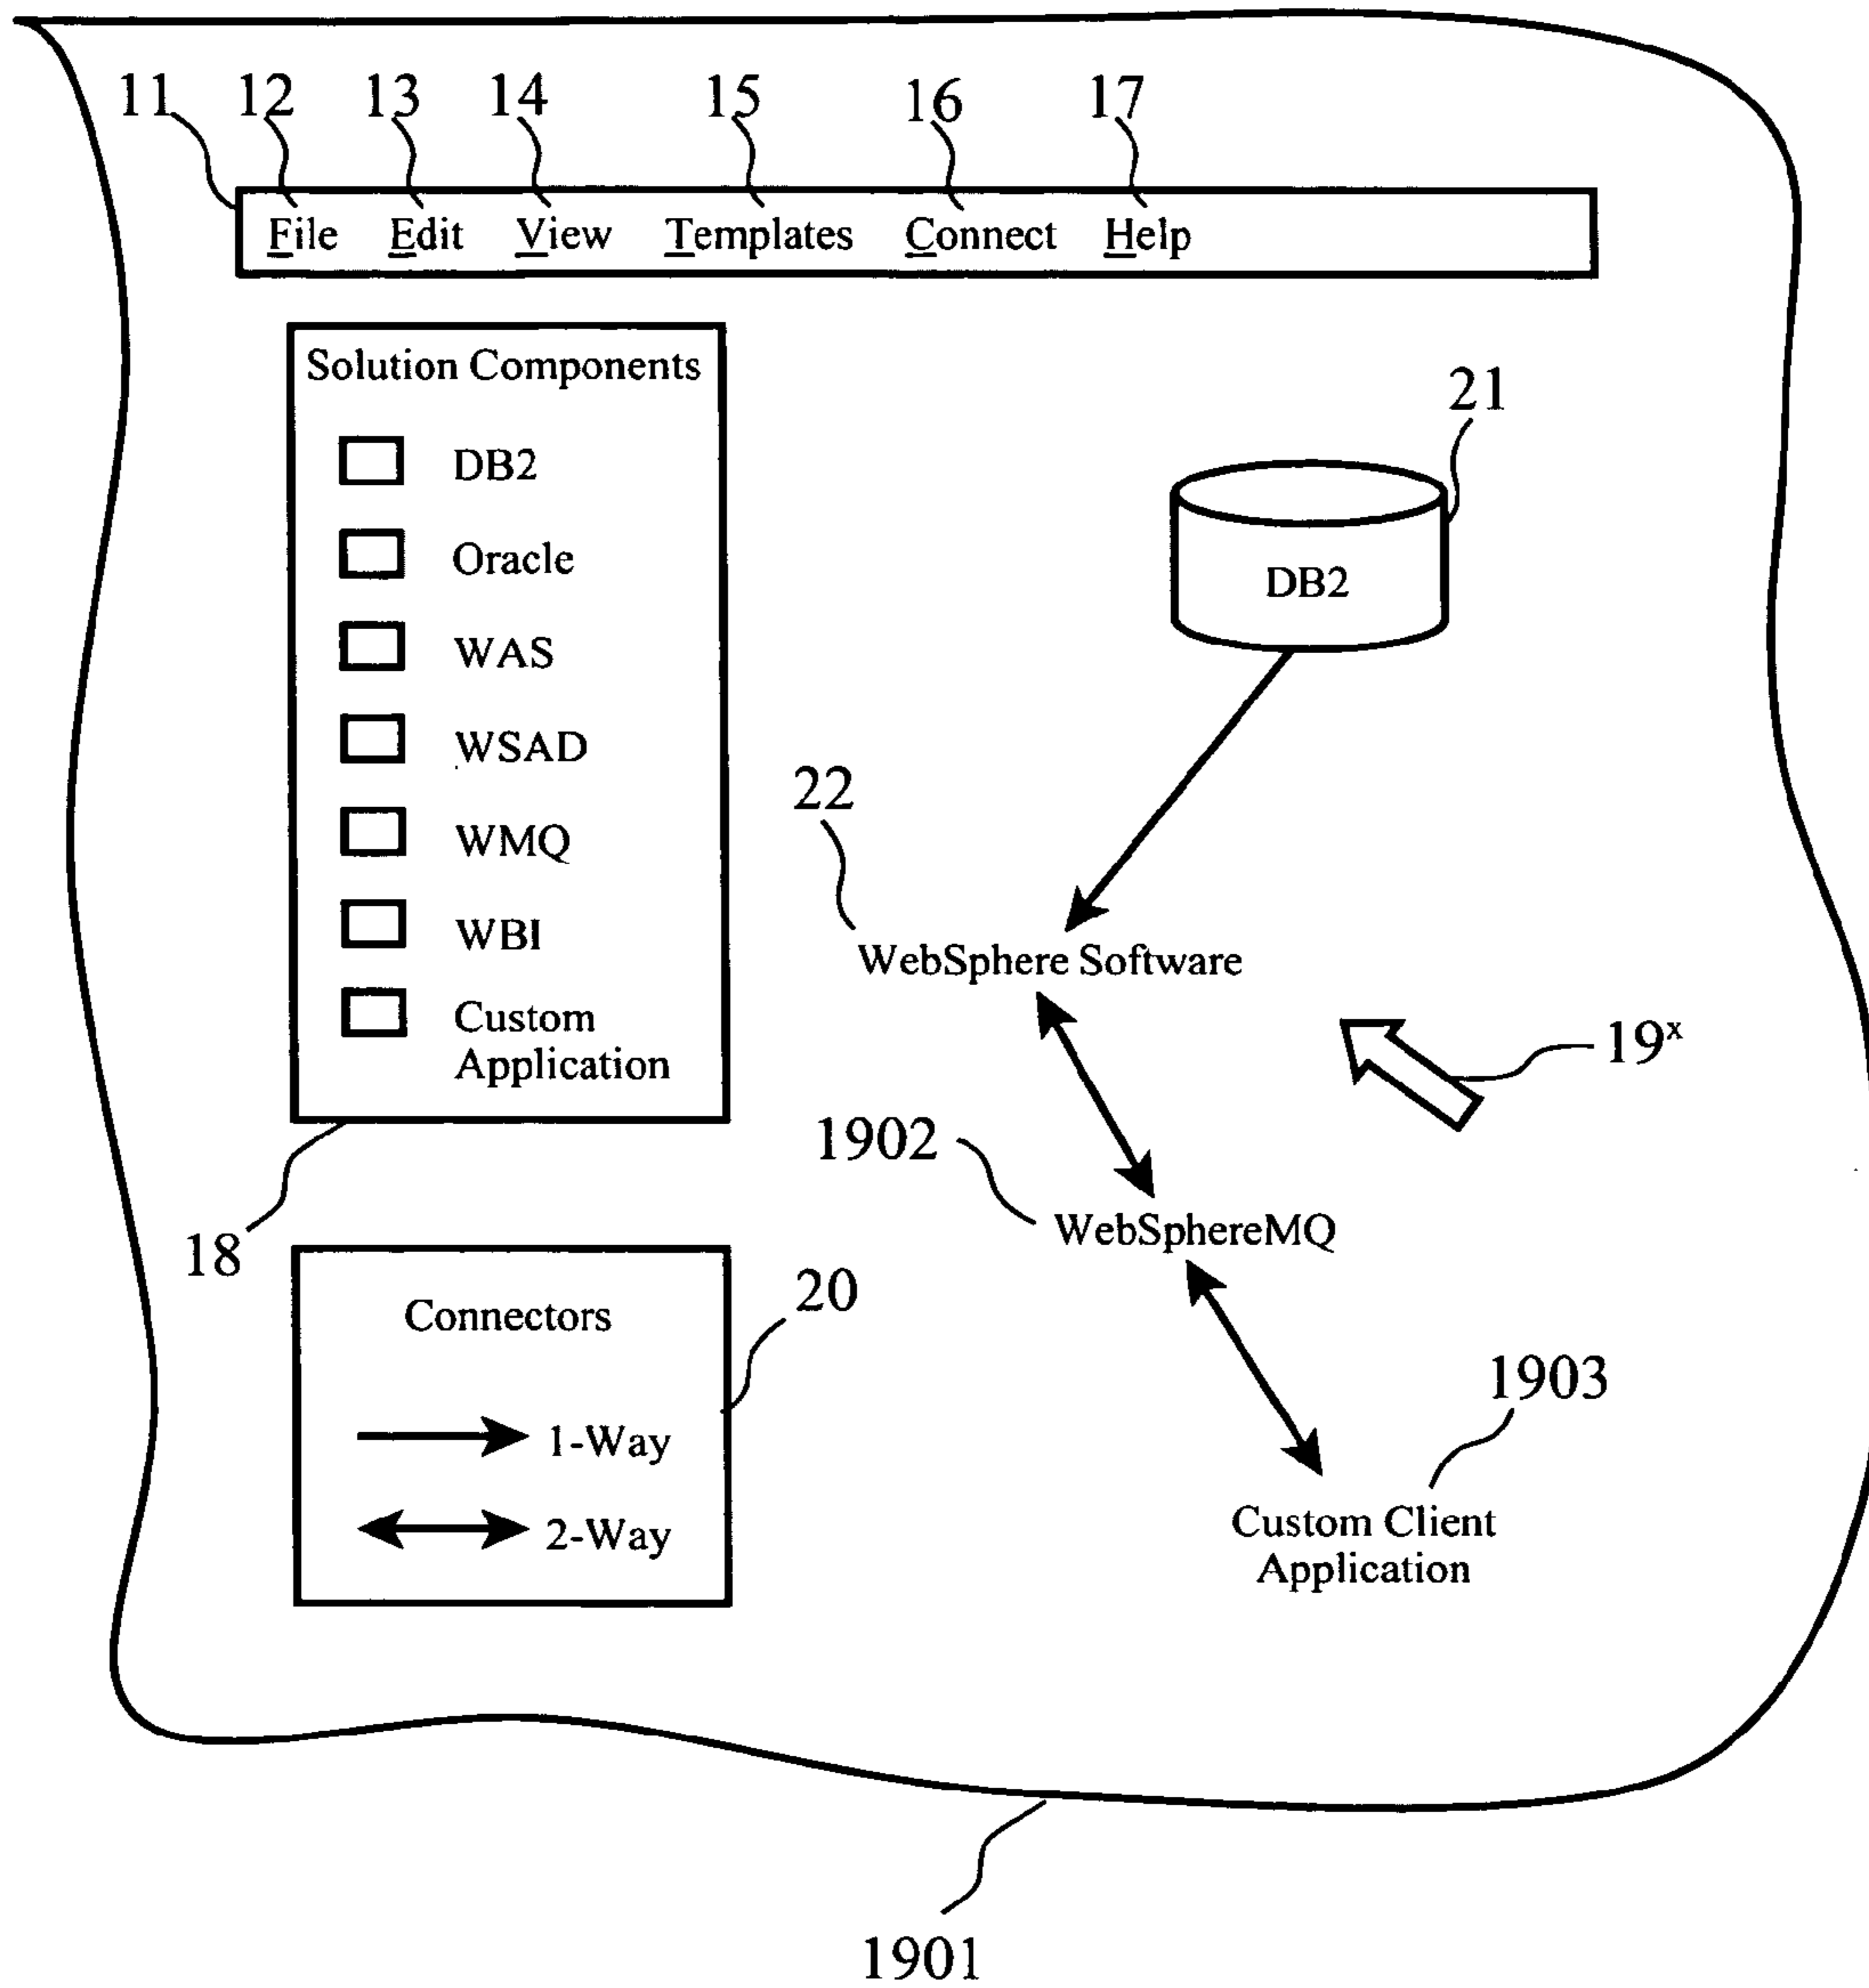 11 12 13 14 15 16 17
File Edit View Templates Connect Help
Solution Components
DB2
Oracle
WAS
WSAD
WMQ
WBI
Custom
Application
18
Connectors
1-Way
2-Way
20
21
DB2
22
WebSphere Software
19x
1902
WebSphereMQ
1903
Custom Client
Application
1901